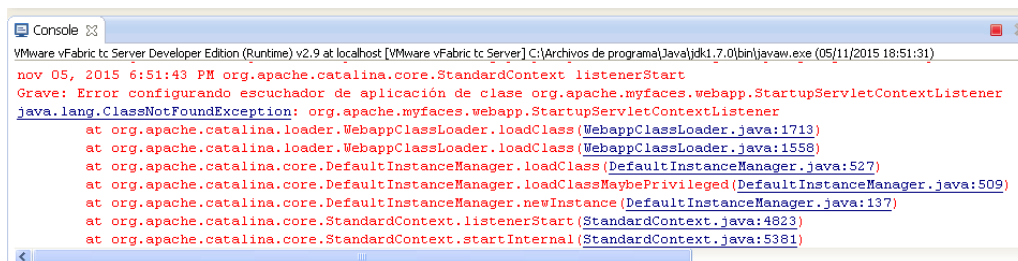 Console
VMware vFabric tc Server Developer Edition (Runtime) v2.9 at localhost [VMware vFabric tc Server] C:\Archivos de programa\Java\jdk1.7.0\bin\javaw.exe (05/11/2015 18:51:31)
nov 05, 2015 6:51:43 PM org.apache.catalina.core.StandardContext listenerStart
Grave: Error configurando escuchador de aplicación de clase org.apache.myfaces.webapp.StartupServletContextListener
java.lang.ClassNotFoundException: org.apache.myfaces.webapp.StartupServletContextListener
at org.apache.catalina.loader.WebappClassLoader.loadClass(WebappClassLoader.java:1713)
at org.apache.catalina.loader.WebappClassLoader.loadClass(WebappClassLoader.java:1558)
at org.apache.catalina.core.DefaultInstanceManager.loadClass(DefaultInstanceManager.java:527)
at org.apache.catalina.core.DefaultInstanceManager.loadClassMaybePrivileged(DefaultInstanceManager.java:509)
at org.apache.catalina.core.DefaultInstanceManager.newInstance(DefaultInstanceManager.java:137)
at org.apache.catalina.core.StandardContext.listenerStart(StandardContext.java:4823)
at org.apache.catalina.core.StandardContext.startInternal(StandardContext.java:5381)